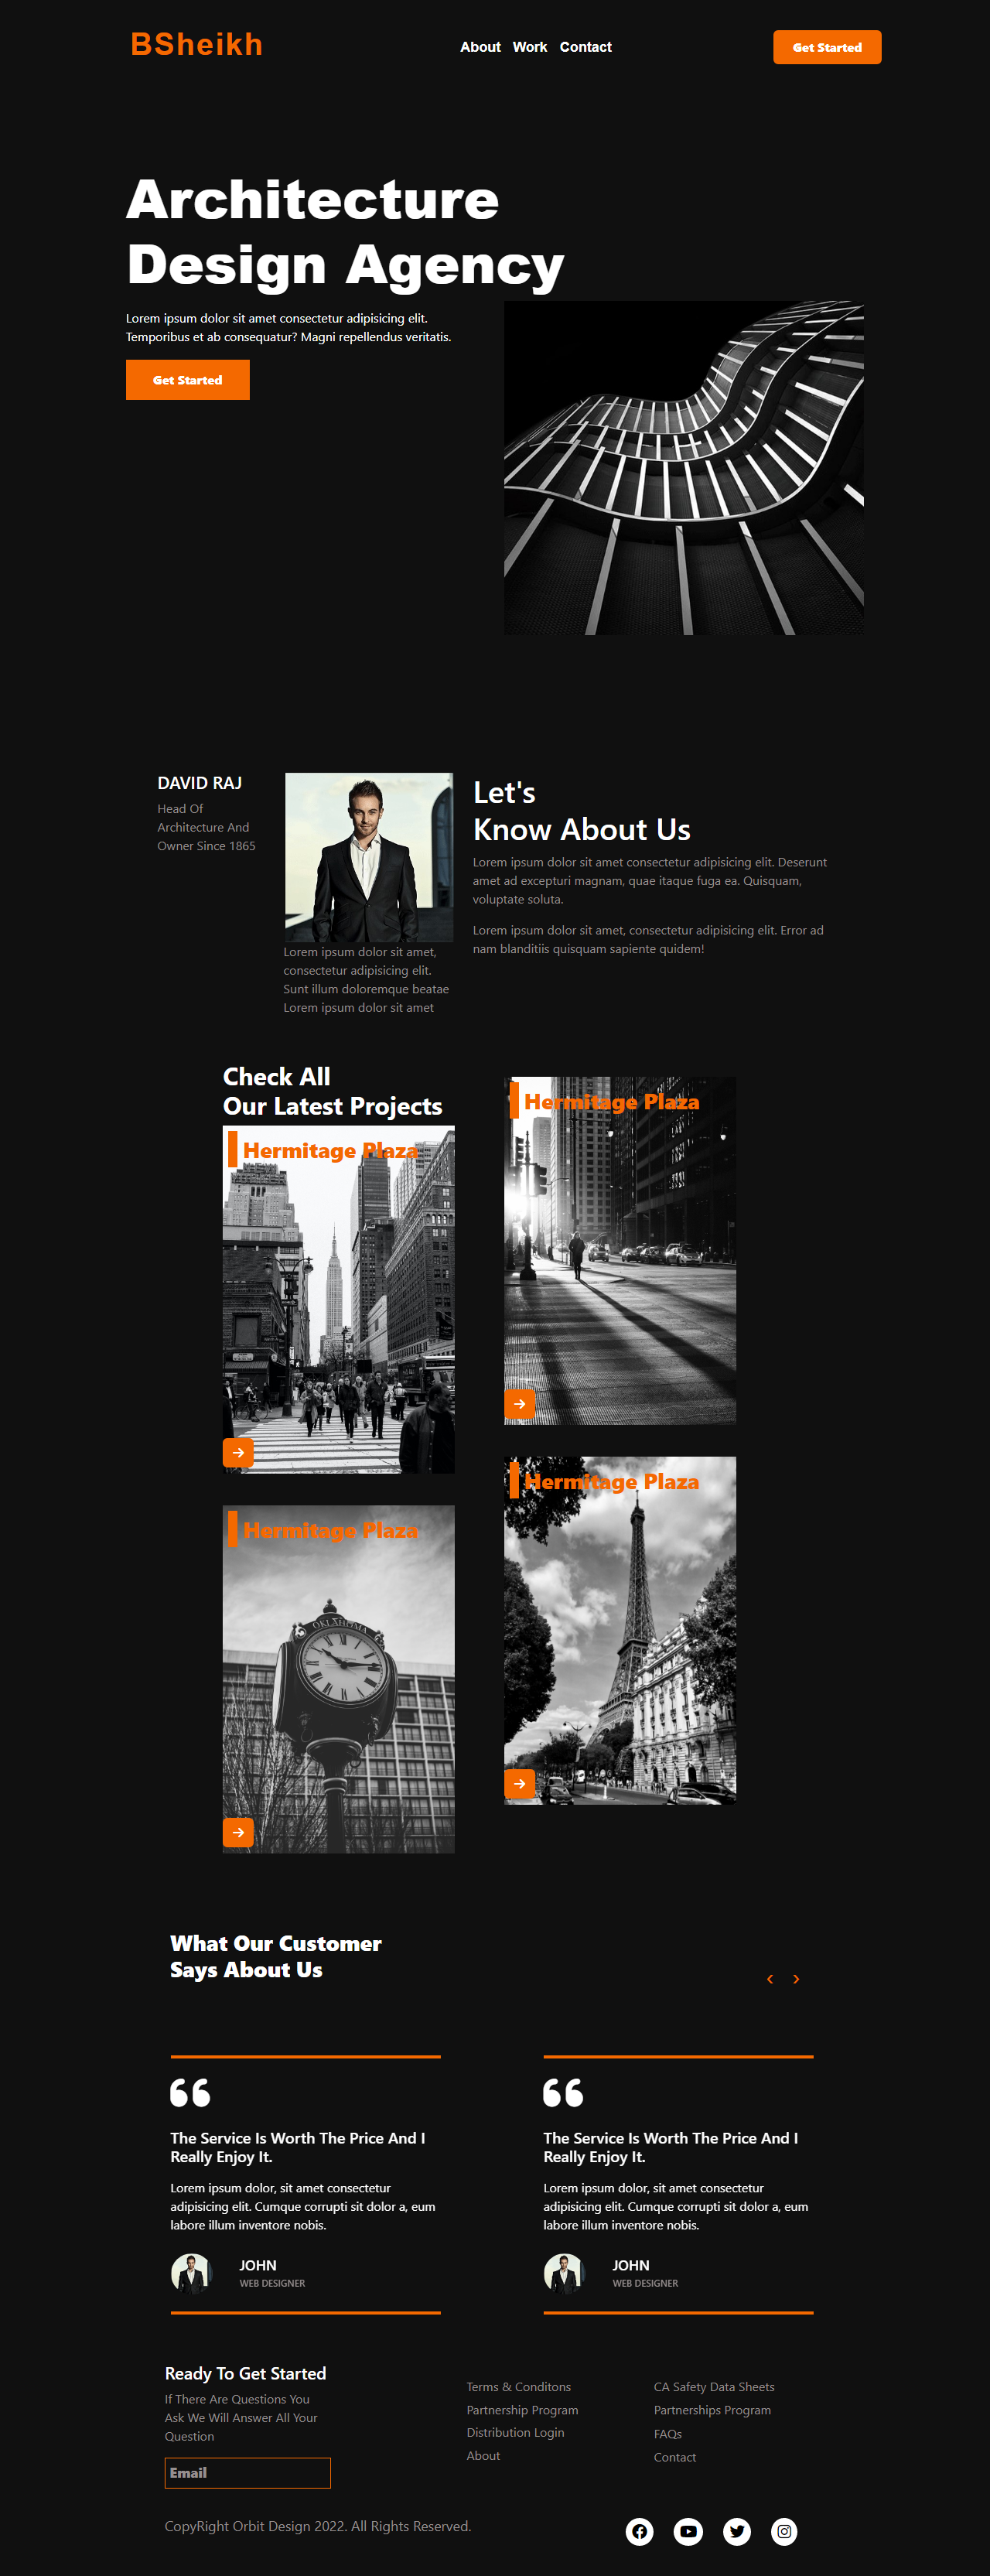 BSheikh
About Work Contact
Get Started
Architecture
Design Agency
Lorem ipsum dolor sit amet consectetur adipisicing elit.
Temporibus et ab consequatur? Magni repellendus veritatis.
Get Started
DAVID RAJ
Head Of
Architecture And
Owner Since 1865
Lorem ipsum dolor sit amet,
consectetur adipisicing elit.
Sunt illum doloremque beatae
Lorem ipsum dolor sit amet
Let's
Know About Us
Lorem ipsum dolor sit amet consectetur adipisicing elit. Deserunt
amet ad excepturi magnam, quae itaque fuga ea. Quisquam,
voluptate soluta.
Lorem ipsum dolor sit amet, consectetur adipisicing elit. Error ad
nam blanditiis quisquam sapiente quidem!
Check All
Our Latest Projects
Hermitage Plaza
Hermitage Plaza
Hermitage Plaza
OKLAHOMA
Hermitage Plaza
What Our Customer
Says About Us
The Service Is Worth The Price And I
Really Enjoy It.
Lorem ipsum dolor, sit amet consectetur
adipisicing elit. Cumque corrupti sit dolor a, eum
labore illum inventore nobis.
JOHN
WEB DESIGNER
The Service Is Worth The Price And I
Really Enjoy It.
Lorem ipsum dolor, sit amet consectetur
adipisicing elit. Cumque corrupti sit dolor a, eum
labore illum inventore nobis.
JOHN
WEB DESIGNER
Ready To Get Started
If There Are Questions You
Ask We Will Answer All Your
Question
Email
Terms & Conditons
Partnership Program
Distribution Login
About
CA Safety Data Sheets
Partnerships Program
FAQs
Contact
CopyRight Orbit Design 2022. All Rights Reserved.